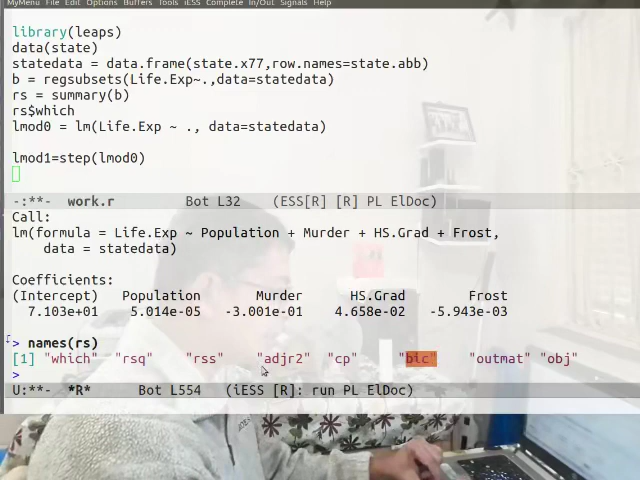 MyMenu File Edit Options Buffers Tools iESS Complete In/Out Signals Help
library(leaps)
data(state)
statedata = data.frame(state.x77,row.names=state.abb)
b = regsubsets(Life.Exp~.,data=statedata)
rs = summary(b)
rs$which
lmod0 = lm(Life.Exp ~ ., data=statedata)
lmod1=step(lmod0)
-:**-  work.r         Bot L32    (ESS[R] [R] PL ElDoc)
Call:
lm(formula = Life.Exp ~ Population + Murder + HS.Grad + Frost,
    data = statedata)
Coefficients:
(Intercept)   Population       Murder      HS.Grad        Frost
  7.103e+01    5.014e-05   -3.001e-01    4.658e-02   -5.943e-03
> names(rs)
[1] "which"  "rsq"    "rss"    "adjr2"  "cp"     "bic"    "outmat" "obj"
>
U:**-  *R*      Bot L554   (iESS [R]: run PL ElDoc)